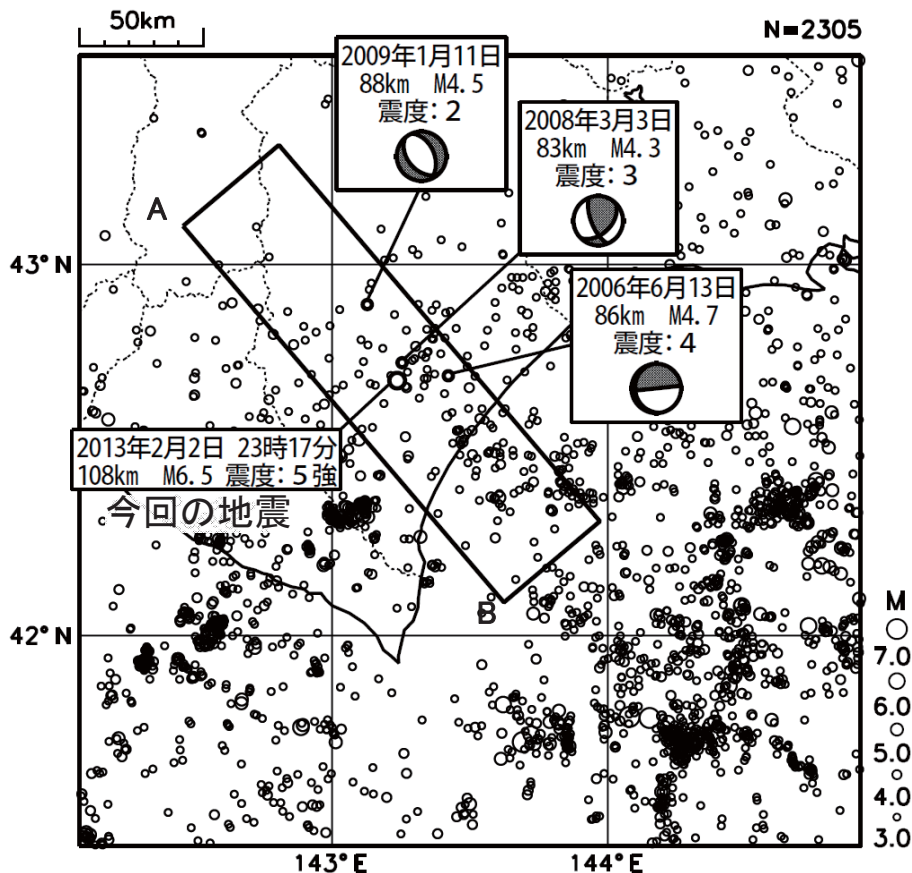 50km
N=2305
2009年1月11日
88km M4.5
震度：2
2008年3月3日
83km M4.3
震度：3
A
43°N
2006年6月13日
86km M4.7
震度：4
2013年2月2日 23時17分
108km M6.5 震度：5強
今回の地震
B
42°N
M
7.0
6.0
5.0
4.0
3.0
143°E
144°E